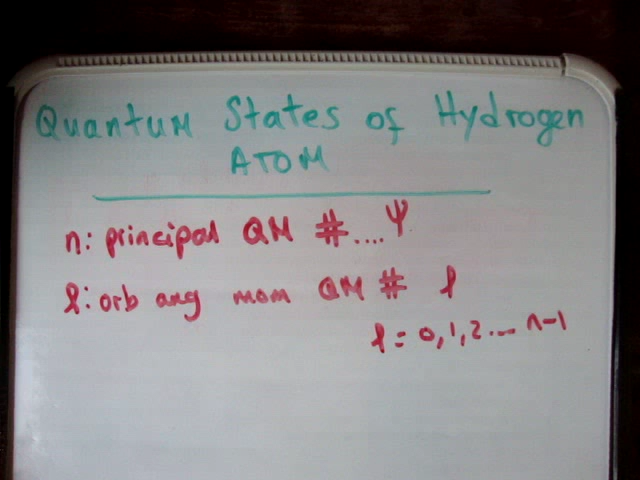 Quantum States of Hydrogen
ATOM
n: principal QM # .... Ψ
l: orb ang mom QM # l
l = 0, 1, 2 .... n-1